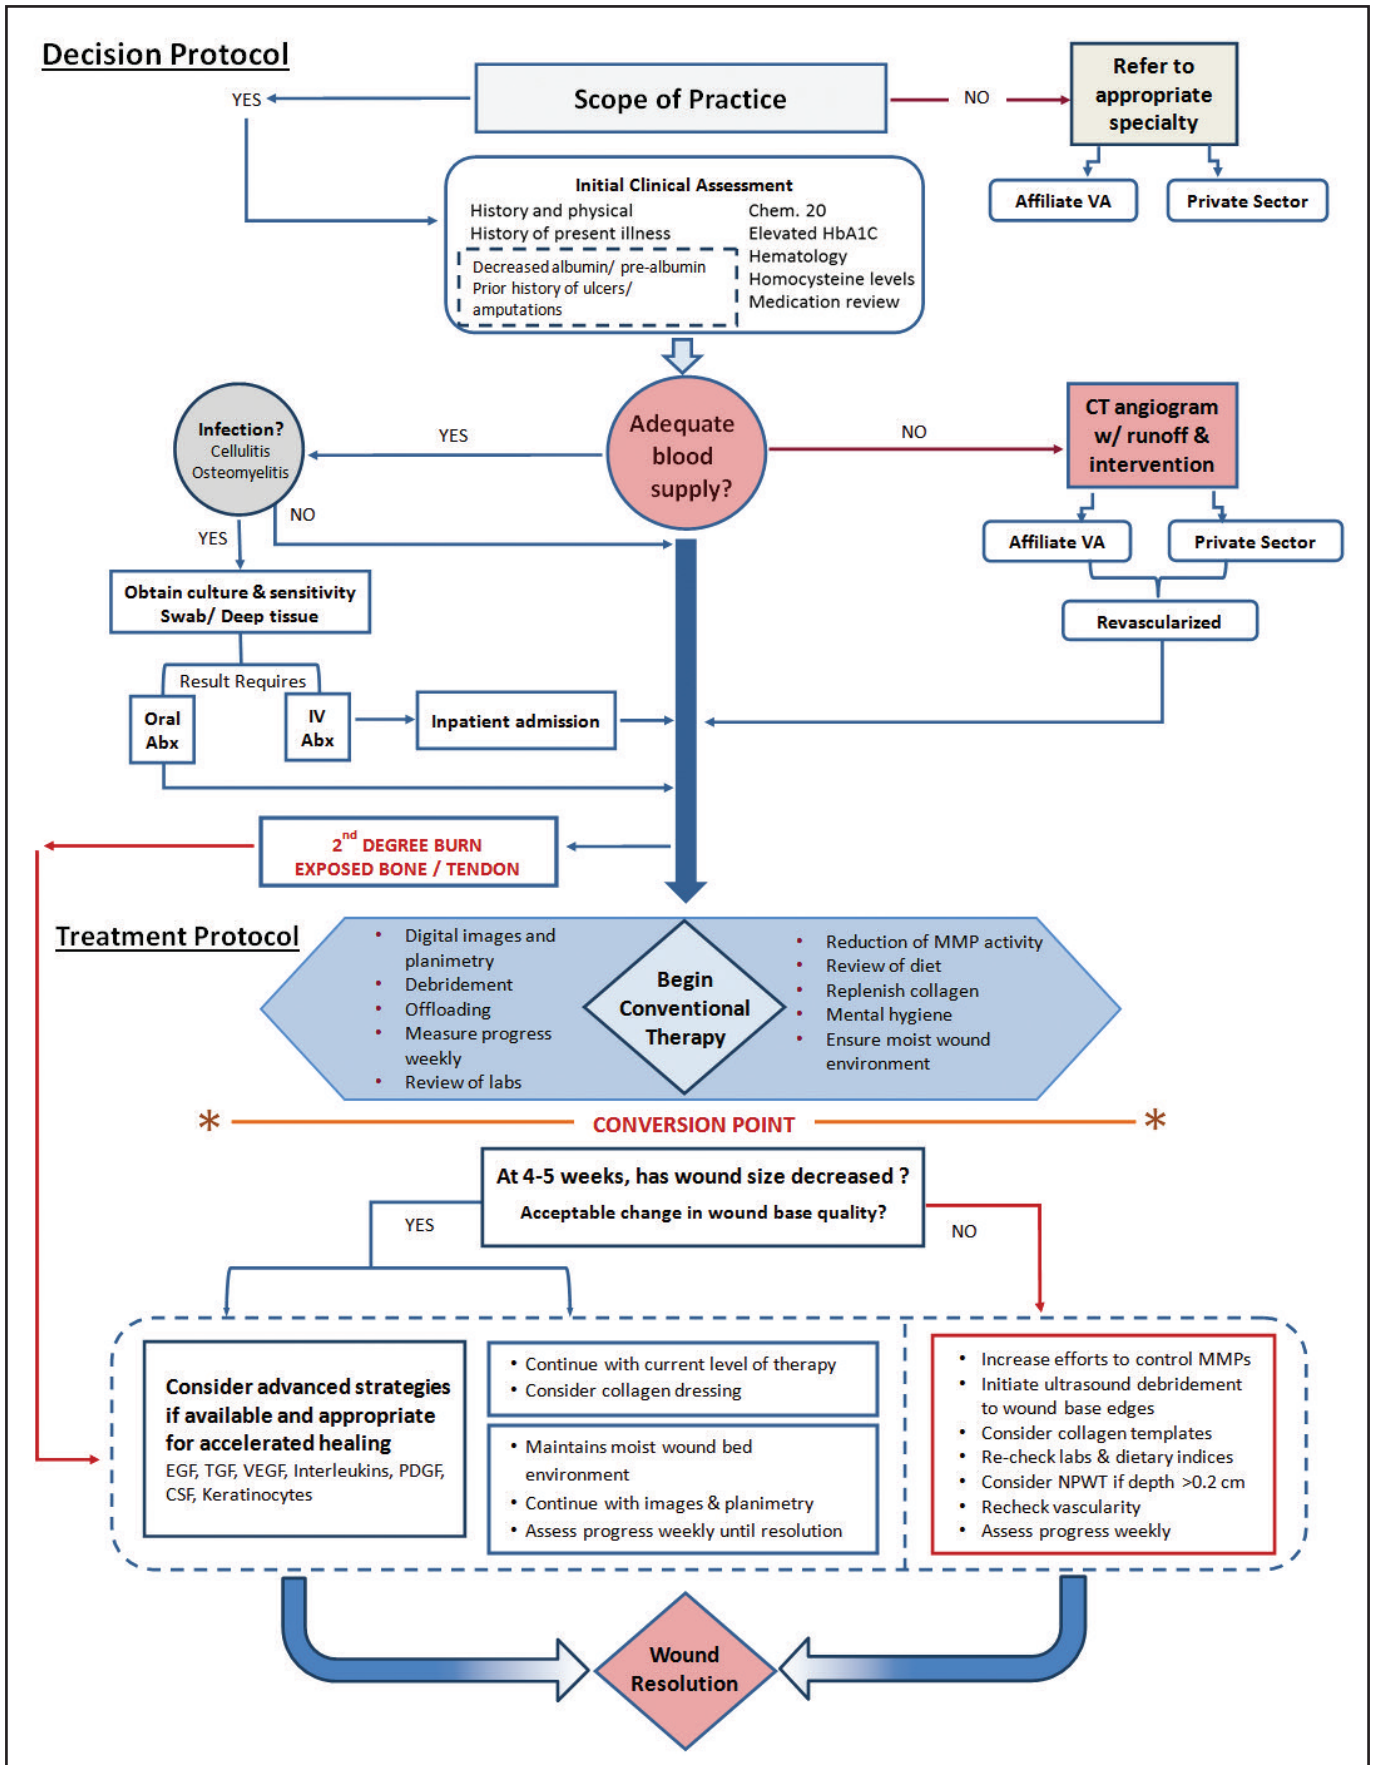 Decision Protocol
YES
Scope of Practice
NO
Refer to
appropriate
specialty
Affiliate VA
Private Sector
Initial Clinical Assessment
History and physical
History of present illness
Decreased albumin/ pre-albumin
Prior history of ulcers/
amputations
Chem. 20
Elevated HbA1C
Hematology
Homocysteine levels
Medication review
Infection?
Cellulitis
Osteomyelitis
YES
Adequate
blood
supply?
NO
CT angiogram
w/ runoff &
intervention
NO
YES
Affiliate VA
Private Sector
Revascularized
Obtain culture & sensitivity
Swab/ Deep tissue
Result Requires
Oral
Abx
IV
Abx
Inpatient admission
2nd DEGREE BURN
EXPOSED BONE / TENDON
Treatment Protocol
• Digital images and
planimetry
• Debridement
• Offloading
• Measure progress
weekly
• Review of labs
Begin
Conventional
Therapy
• Reduction of MMP activity
• Review of diet
• Replenish collagen
• Mental hygiene
• Ensure moist wound
environment
* CONVERSION POINT *
At 4-5 weeks, has wound size decreased ?
Acceptable change in wound base quality?
YES
NO
Consider advanced strategies
if available and appropriate
for accelerated healing
EGF, TGF, VEGF, Interleukins, PDGF,
CSF, Keratinocytes
• Continue with current level of therapy
• Consider collagen dressing
• Maintains moist wound bed
environment
• Continue with images & planimetry
• Assess progress weekly until resolution
• Increase efforts to control MMPs
• Initiate ultrasound debridement
to wound base edges
• Consider collagen templates
• Re-check labs & dietary indices
• Consider NPWT if depth >0.2 cm
• Recheck vascularity
• Assess progress weekly
Wound
Resolution